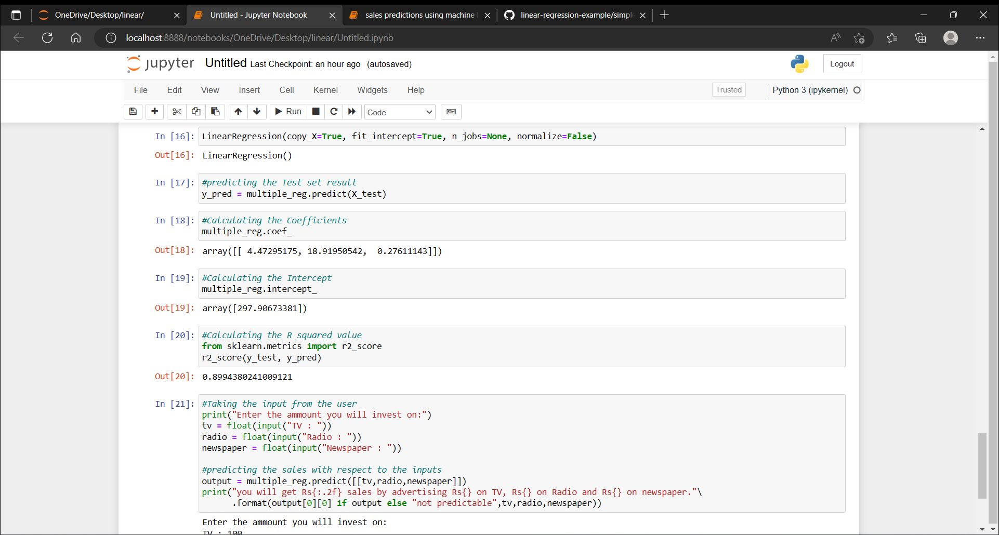 OneDrive/Desktop/linear/
Untitled - Jupyter Notebook
sales predictions using machine
linear-regression-example/simpl
localhost:8888/notebooks/OneDrive/Desktop/linear/Untitled.ipynb
jupyter Untitled Last Checkpoint: an hour ago (autosaved)
Logout
File Edit View Insert Cell Kernel Widgets Help
Trusted
Python 3 (ipykernel)
Run
Code
In [16]: LinearRegression(copy_X=True, fit_intercept=True, n_jobs=None, normalize=False)
Out[16]: LinearRegression()
In [17]: #predicting the Test set result
y_pred = multiple_reg.predict(X_test)
In [18]: #Calculating the Coefficients
multiple_reg.coef_
Out[18]: array([[ 4.47295175, 18.91950542,  0.27611143]])
In [19]: #Calculating the Intercept
multiple_reg.intercept_
Out[19]: array([297.90673381])
In [20]: #Calculating the R squared value
from sklearn.metrics import r2_score
r2_score(y_test, y_pred)
Out[20]: 0.8994380241009121
In [21]: #Taking the input from the user
print("Enter the ammount you will invest on:")
tv = float(input("TV : "))
radio = float(input("Radio : "))
newspaper = float(input("Newspaper : "))
#predicting the sales with respect to the inputs
output = multiple_reg.predict([[tv,radio,newspaper]])
print("you will get Rs{:.2f} sales by advertising Rs{} on TV, Rs{} on Radio and Rs{} on newspaper."\
.format(output[0][0] if output else "not predictable",tv,radio,newspaper))
Enter the ammount you will invest on:
TV : 100